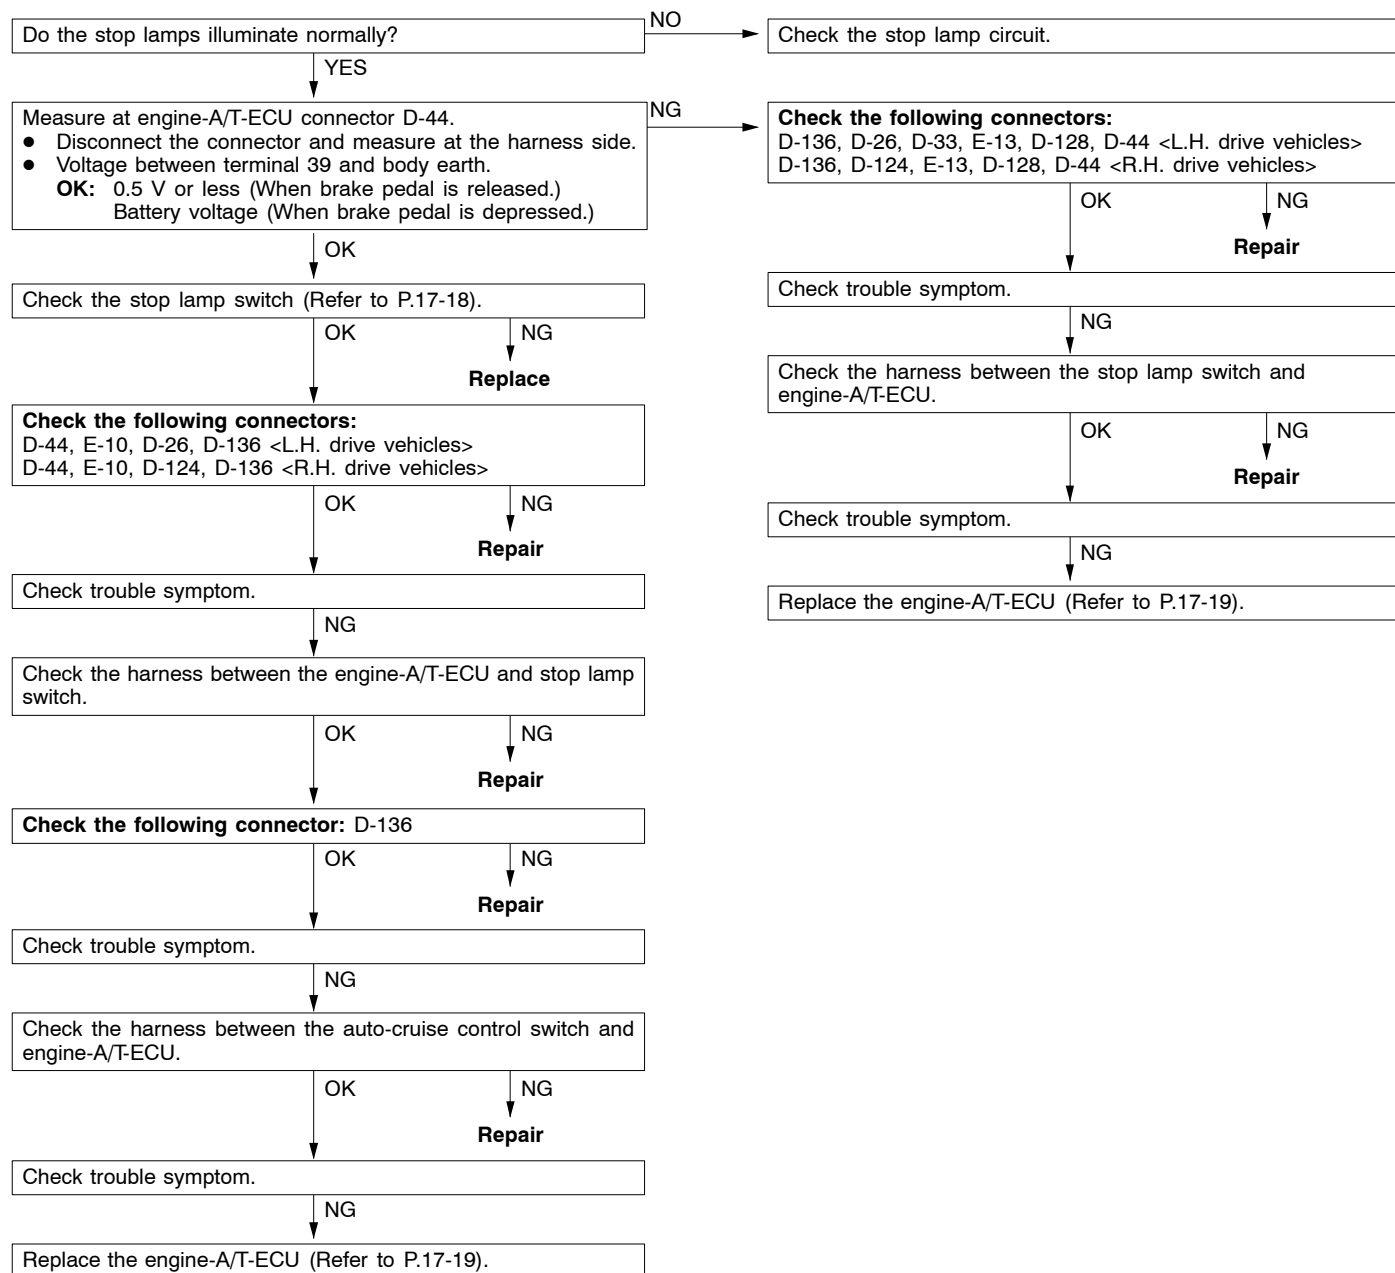 Do the stop lamps illuminate normally?
NO
Check the stop lamp circuit.
YES
Measure at engine-A/T-ECU connector D-44.
● Disconnect the connector and measure at the harness side.
● Voltage between terminal 39 and body earth.
OK: 0.5 V or less (When brake pedal is released.)
Battery voltage (When brake pedal is depressed.)
NG
Check the following connectors:
D-136, D-26, D-33, E-13, D-128, D-44 <L.H. drive vehicles>
D-136, D-124, E-13, D-128, D-44 <R.H. drive vehicles>
OK
NG
Repair
Check trouble symptom.
NG
Check the harness between the stop lamp switch and
engine-A/T-ECU.
OK
NG
Repair
Check trouble symptom.
NG
Replace the engine-A/T-ECU (Refer to P.17-19).
OK
Check the stop lamp switch (Refer to P.17-18).
OK
NG
Replace
Check the following connectors:
D-44, E-10, D-26, D-136 <L.H. drive vehicles>
D-44, E-10, D-124, D-136 <R.H. drive vehicles>
OK
NG
Repair
Check trouble symptom.
NG
Check the harness between the engine-A/T-ECU and stop lamp
switch.
OK
NG
Repair
Check the following connector: D-136
OK
NG
Repair
Check trouble symptom.
NG
Check the harness between the auto-cruise control switch and
engine-A/T-ECU.
OK
NG
Repair
Check trouble symptom.
NG
Replace the engine-A/T-ECU (Refer to P.17-19).